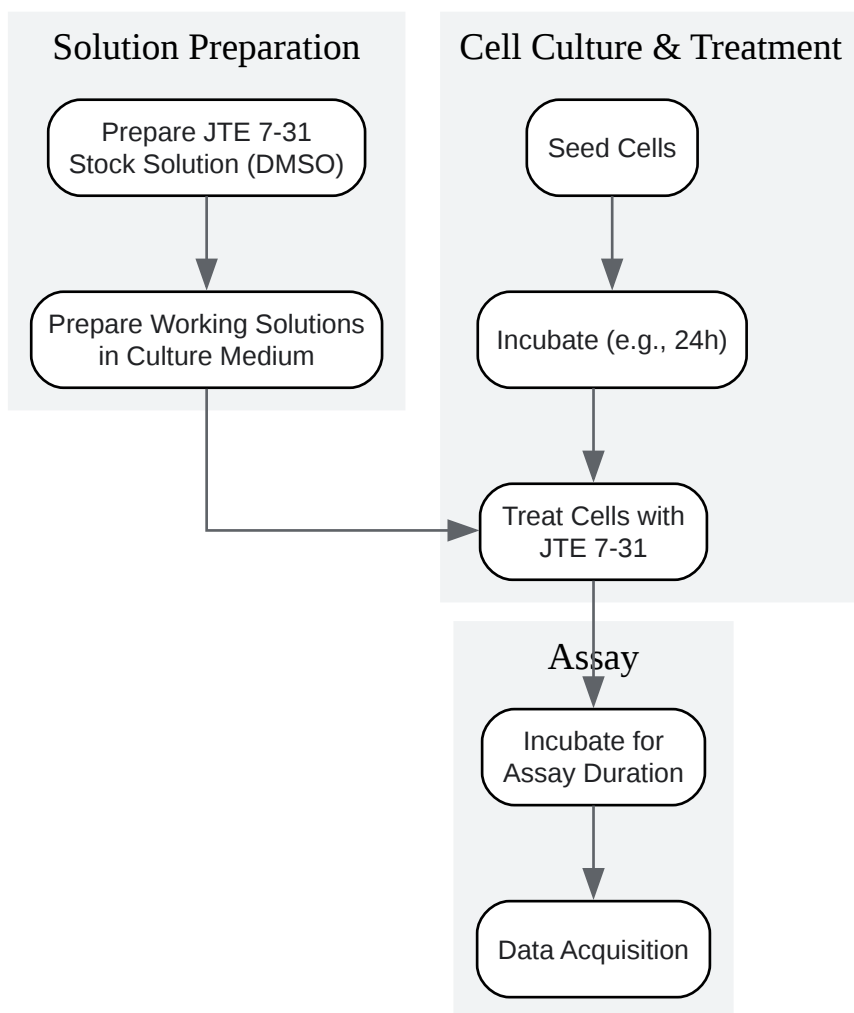 Solution Preparation
Prepare JTE 7-31
Stock Solution (DMSO)
Prepare Working Solutions
in Culture Medium
Cell Culture & Treatment
Seed Cells
Incubate (e.g., 24h)
Treat Cells with
JTE 7-31
Assay
Incubate for
Assay Duration
Data Acquisition